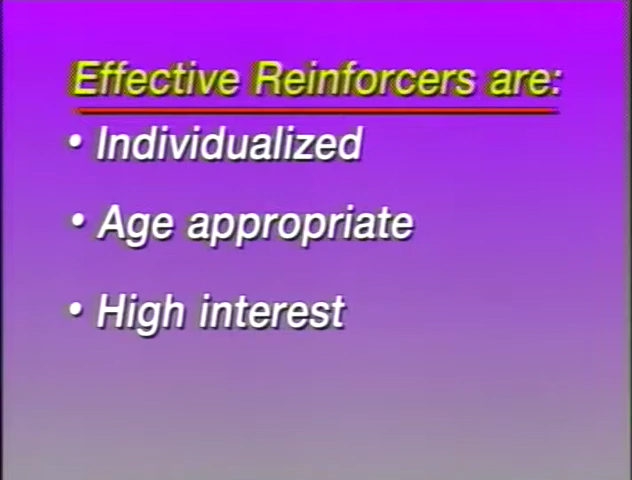 Effective Reinforcers are:
• Individualized
• Age appropriate
• High interest